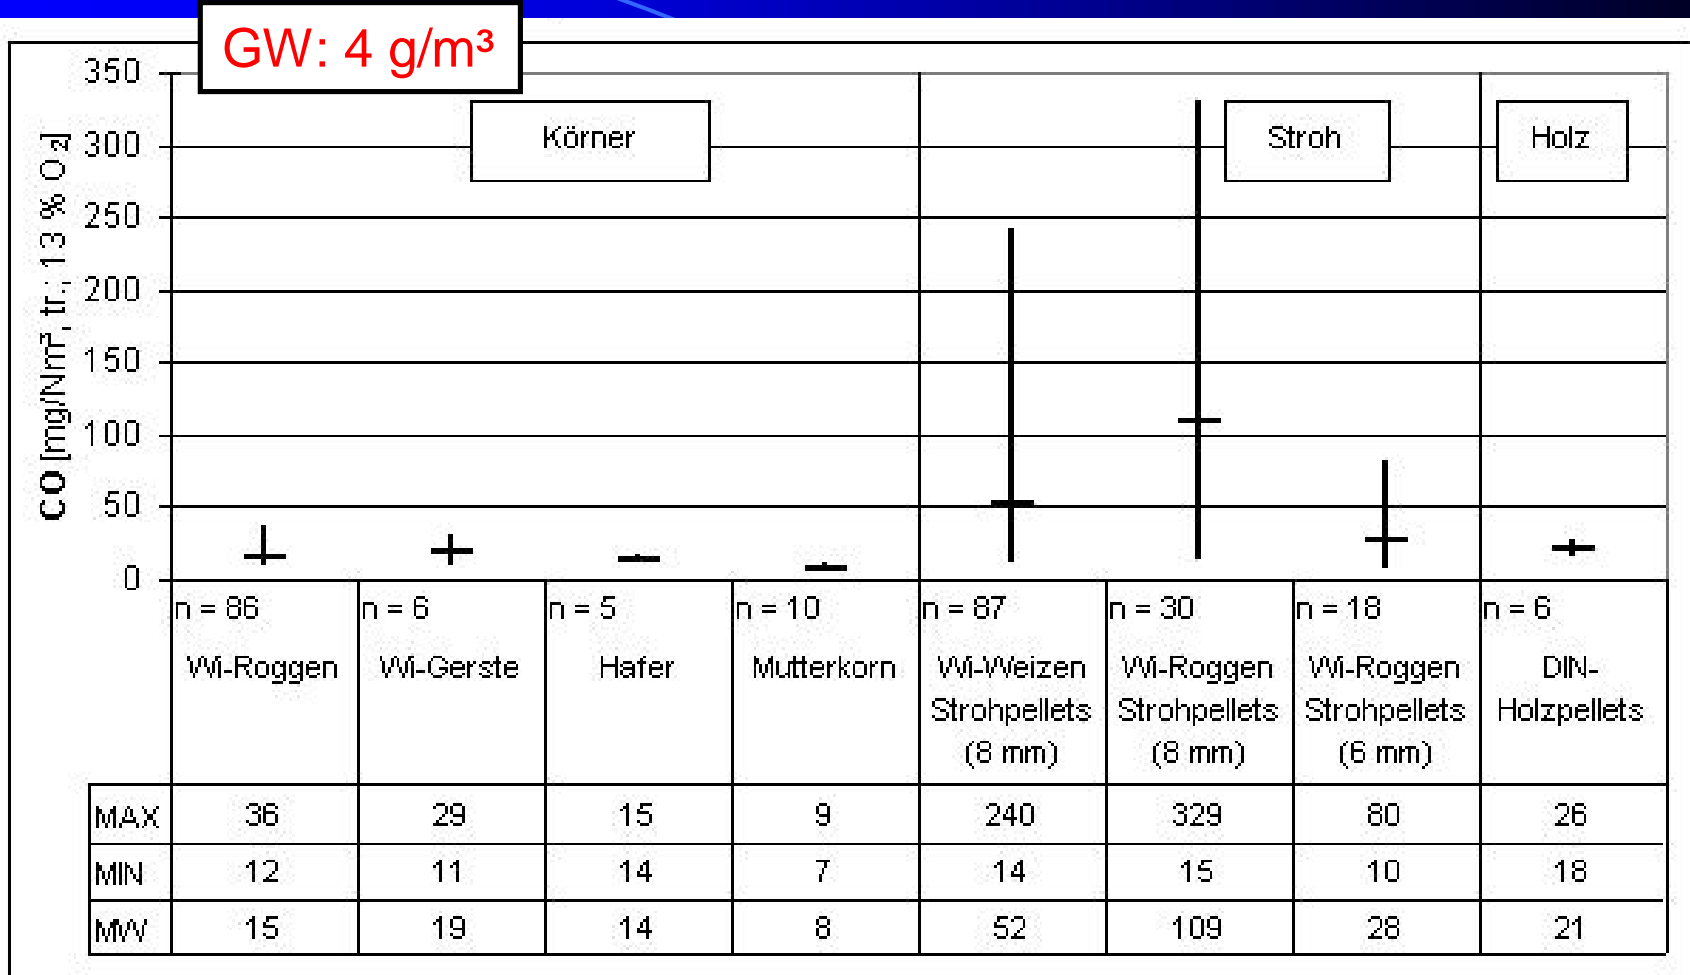 GW: 4 g/m³
CO [mg/Nm³, tr.; 13 % O₂]
350
300
250
200
150
100
50
0
Körner
Stroh
Holz
n = 86
n = 6
n = 5
n = 10
n = 87
n = 30
n = 18
n = 6
Wi-Roggen
Wi-Gerste
Hafer
Mutterkorn
Wi-Weizen
Strohpellets
(8 mm)
Wi-Roggen
Strohpellets
(8 mm)
Wi-Roggen
Strohpellets
(6 mm)
DIN-
Holzpellets
MAX 36 29 15 9 240 329 80 26
MIN 12 11 14 7 14 15 10 18
MW 15 19 14 8 52 109 28 21